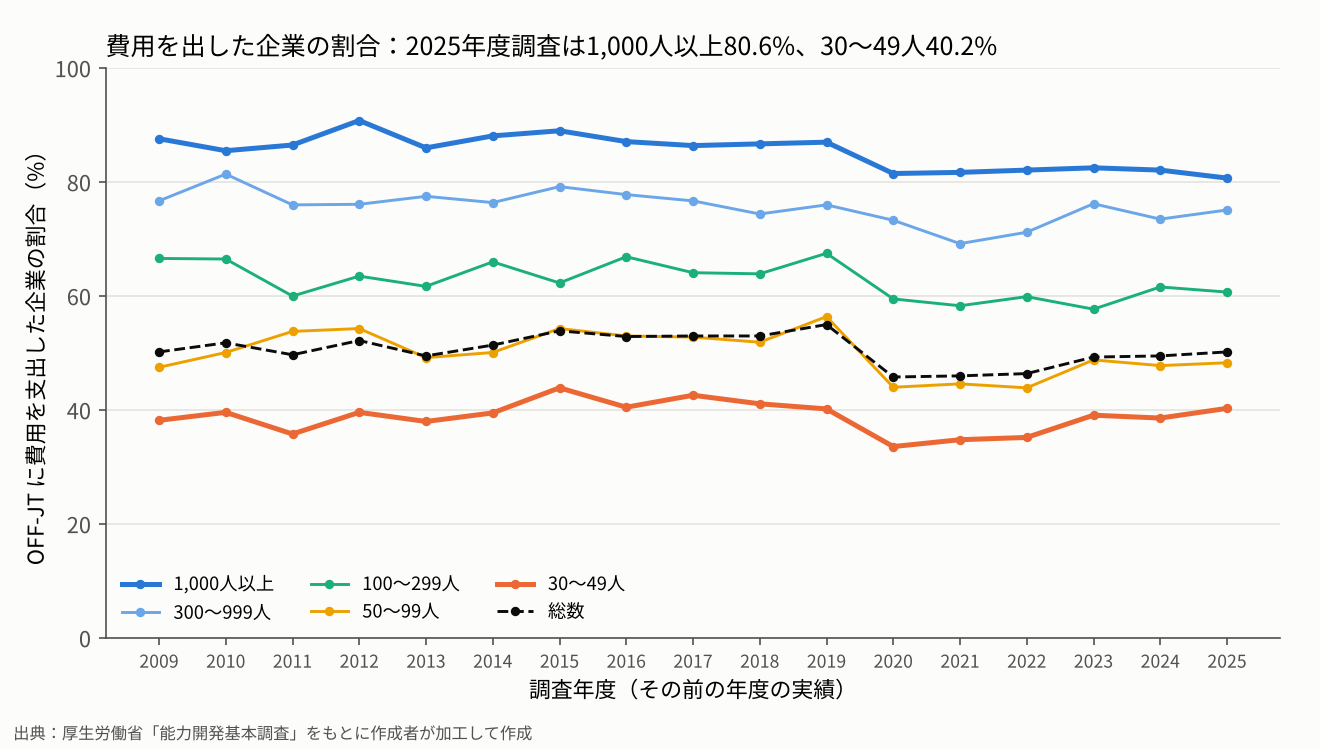 費用を出した企業の割合：2025年度調査は1,000人以上80.6%、30〜49人40.2%
OFF-JT に費用を支出した企業の割合（%）
100
80
60
40
20
0
1,000人以上
100〜299人
30〜49人
300〜999人
50〜99人
総数
2009 2010 2011 2012 2013 2014 2015 2016 2017 2018 2019 2020 2021 2022 2023 2024 2025
調査年度（その前の年度の実績）
出典：厚生労働省「能力開発基本調査」をもとに作成者が加工して作成